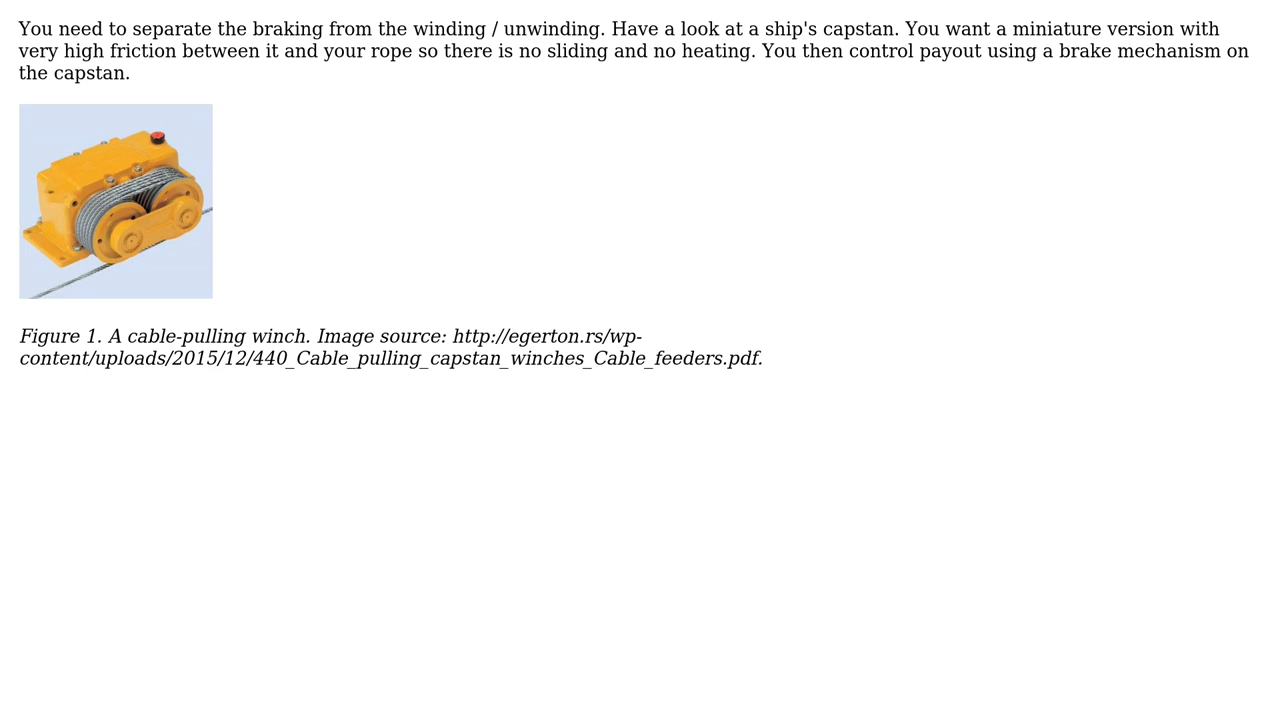 You need to separate the braking from the winding / unwinding. Have a look at a ship's capstan. You want a miniature version with
very high friction between it and your rope so there is no sliding and no heating. You then control payout using a brake mechanism on
the capstan.
Figure 1. A cable-pulling winch. Image source: http://egerton.rs/wp-
content/uploads/2015/12/440_Cable_pulling_capstan_winches_Cable_feeders.pdf.